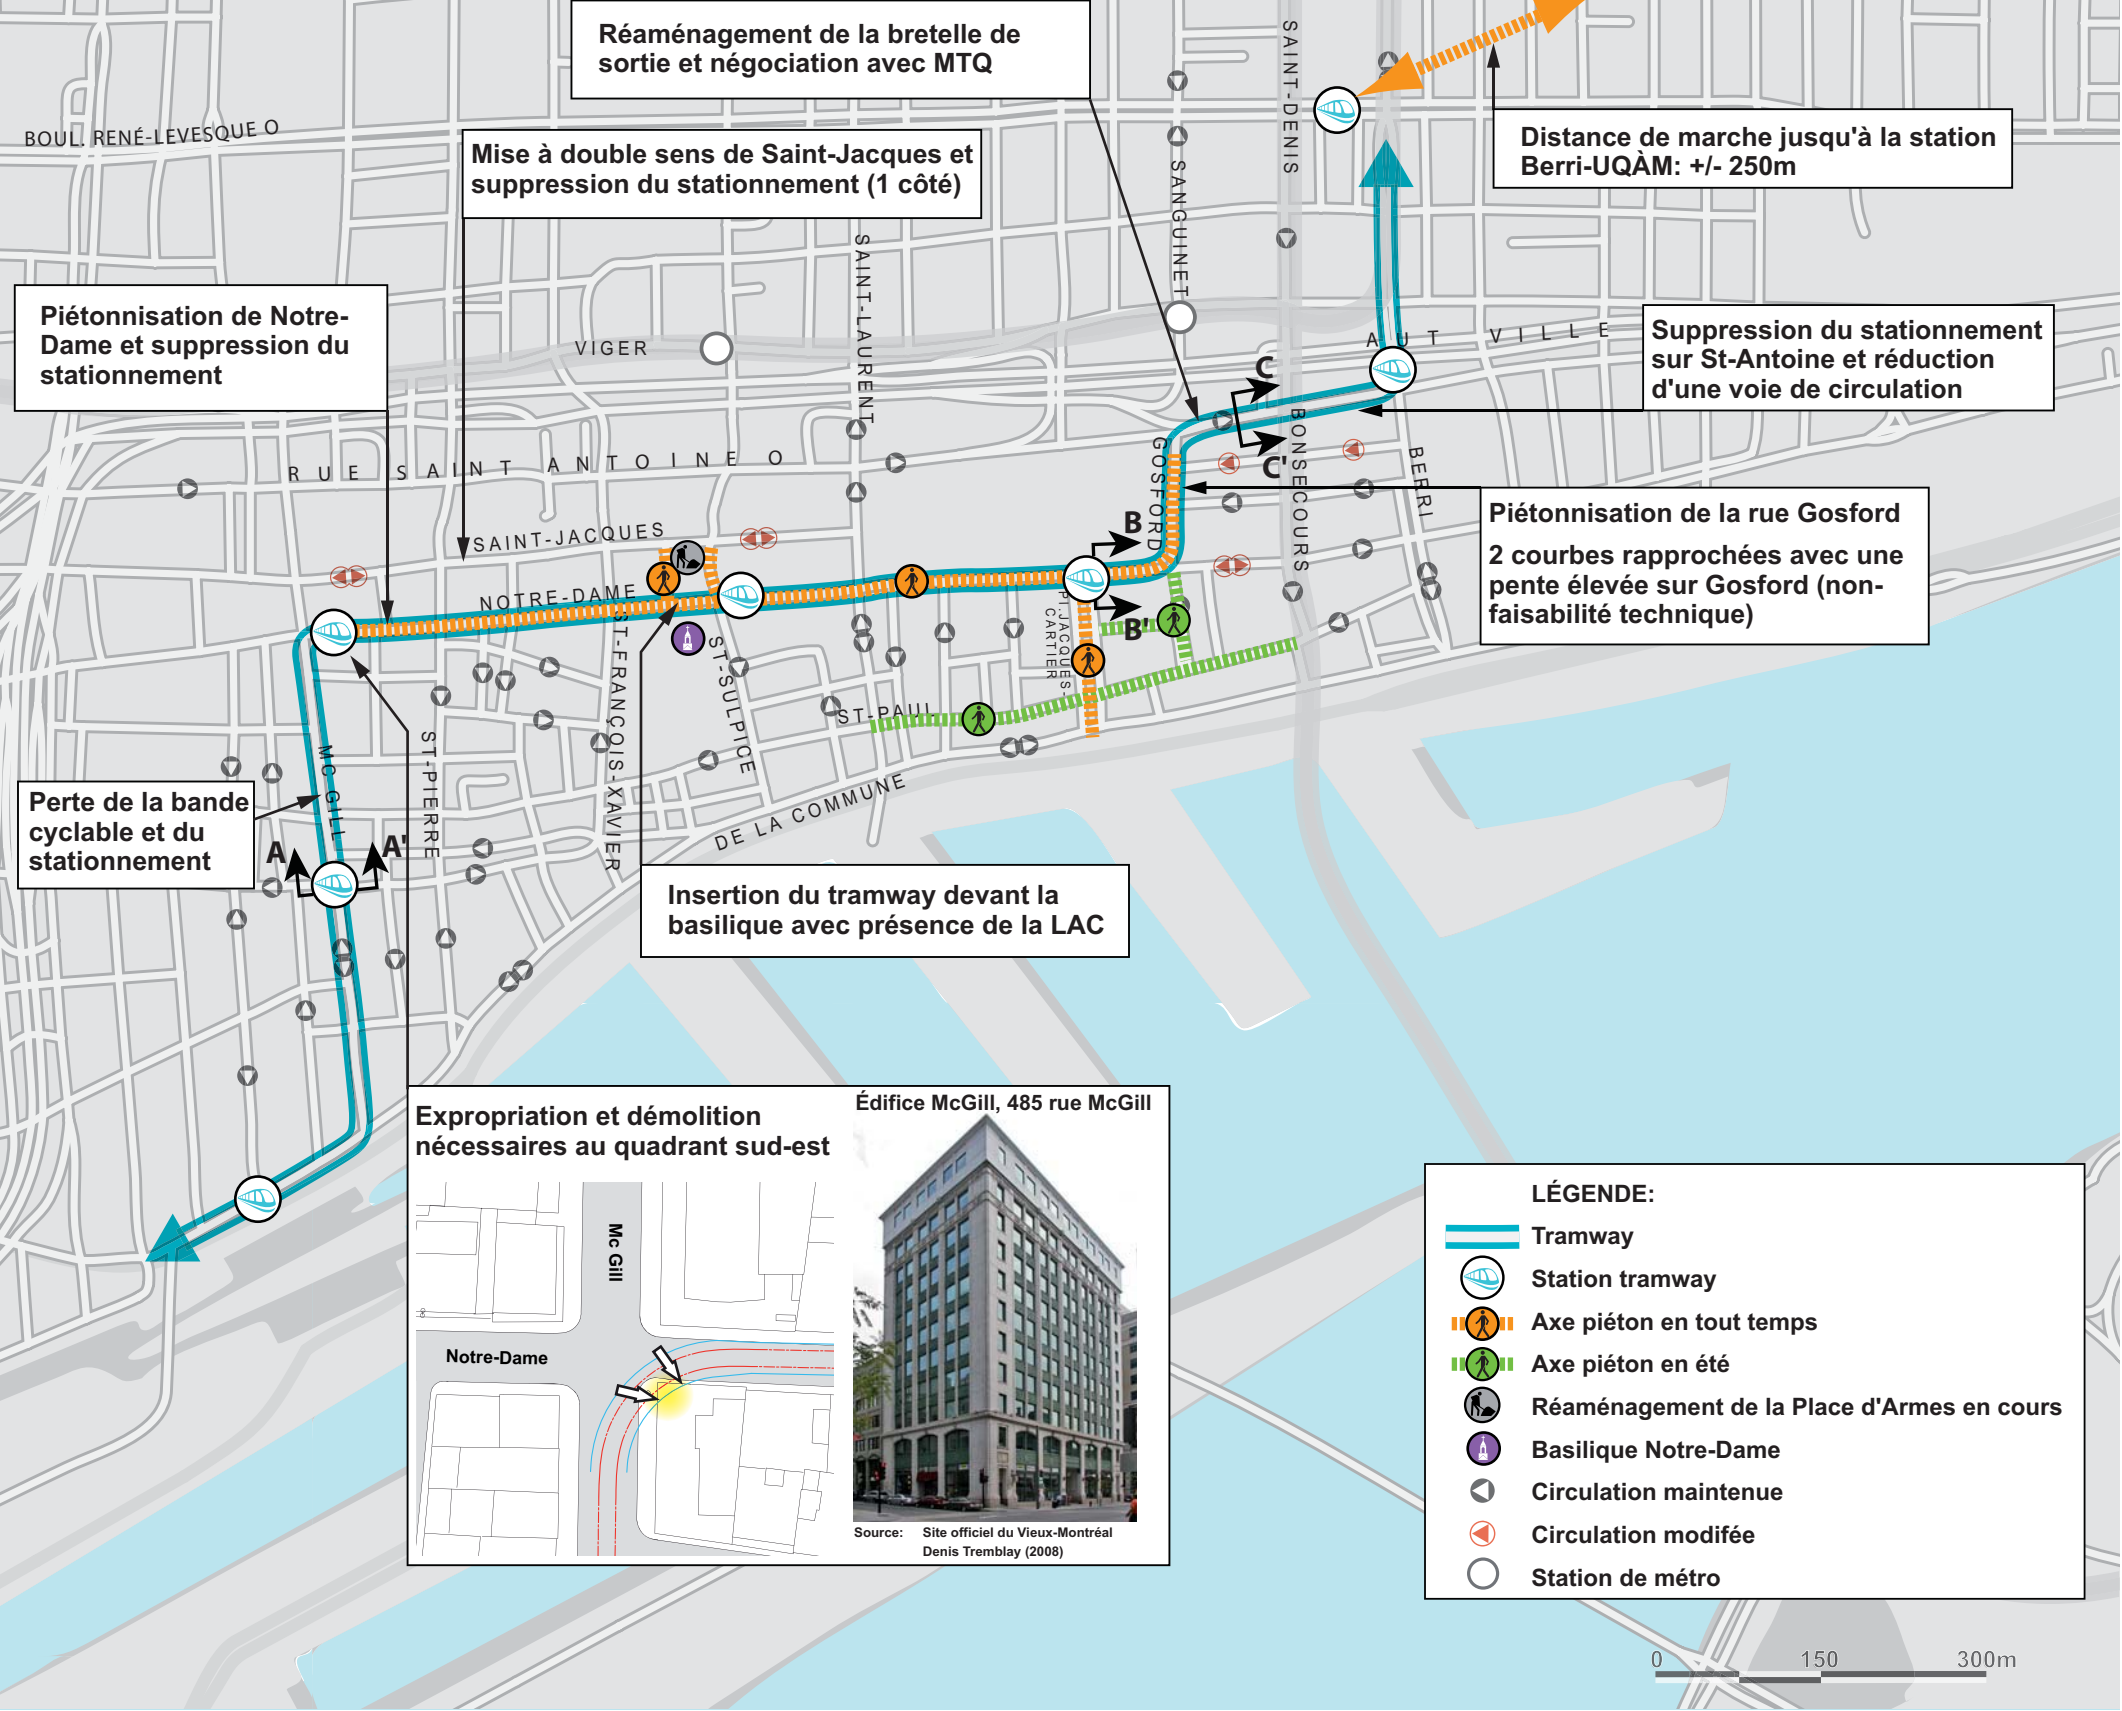 Réaménagement de la bretelle de
sortie et négociation avec MTQ
SAINT-DENIS
BOUL. RENÉ-LEVESQUE O
Mise à double sens de Saint-Jacques et
suppression du stationnement (1 côté)
Distance de marche jusqu'à la station
Berri-UQÀM: +/- 250m
SANGUINET
SAINT-LAURENT
Piétonnisation de Notre-
Dame et suppression du
stationnement
VIGER
AUT VILLE
Suppression du stationnement
sur St-Antoine et réduction
d'une voie de circulation
C
C'
RUE SAINT ANTOINE O
GOSFORD
BONSECOURS
BERRI
SAINT-JACQUES
B
B'
Piétonnisation de la rue Gosford
2 courbes rapprochées avec une
pente élevée sur Gosford (non-
faisabilité technique)
NOTRE-DAME
ST-FRANÇOIS-XAVIER
ST-SULPICE
PI.JACQUES-
CARTIER
ST-PAUL
MC GILL
ST-PIERRE
DE LA COMMUNE
Perte de la bande
cyclable et du
stationnement
A
A'
Insertion du tramway devant la
basilique avec présence de la LAC
Expropriation et démolition
nécessaires au quadrant sud-est
Édifice McGill, 485 rue McGill
Mc Gill
Notre-Dame
Source: Site officiel du Vieux-Montréal
Denis Tremblay (2008)
LÉGENDE:
Tramway
Station tramway
Axe piéton en tout temps
Axe piéton en été
Réaménagement de la Place d'Armes en cours
Basilique Notre-Dame
Circulation maintenue
Circulation modifée
Station de métro
0 150 300m